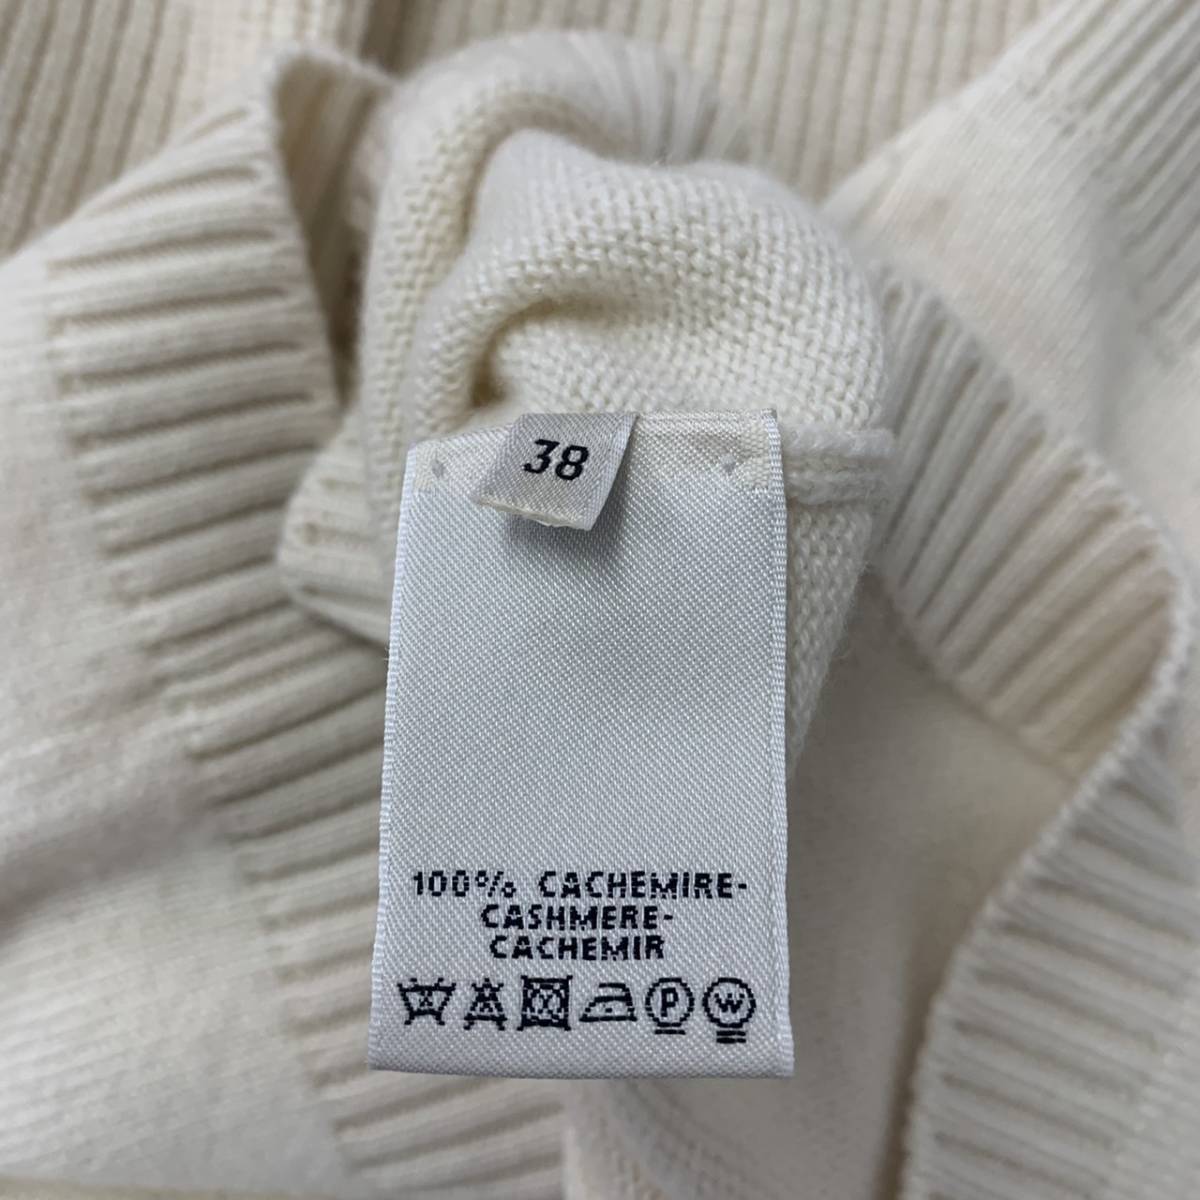 38
100% CACHEMIRE-
CASHMERE-
CACHEMIR
P W